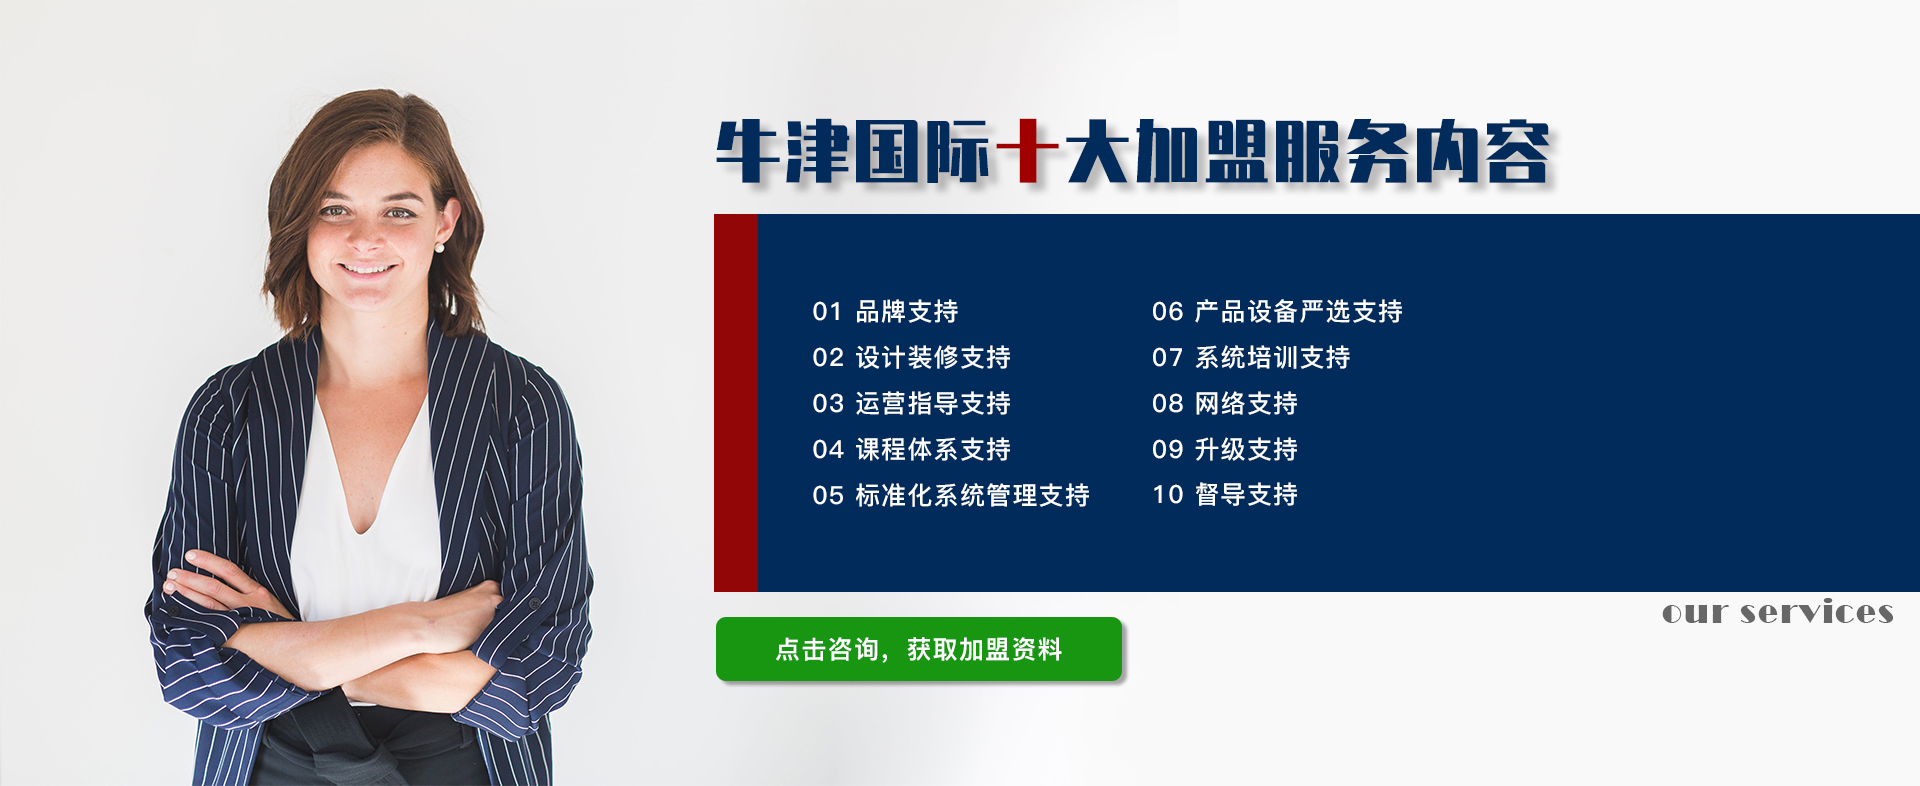 牛津国际十大加盟服务内容
01 品牌支持
02 设计装修支持
03 运营指导支持
04 课程体系支持
05 标准化系统管理支持
06 产品设备严选支持
07 系统培训支持
08 网络支持
09 升级支持
10 督导支持
our services
点击咨询，获取加盟资料